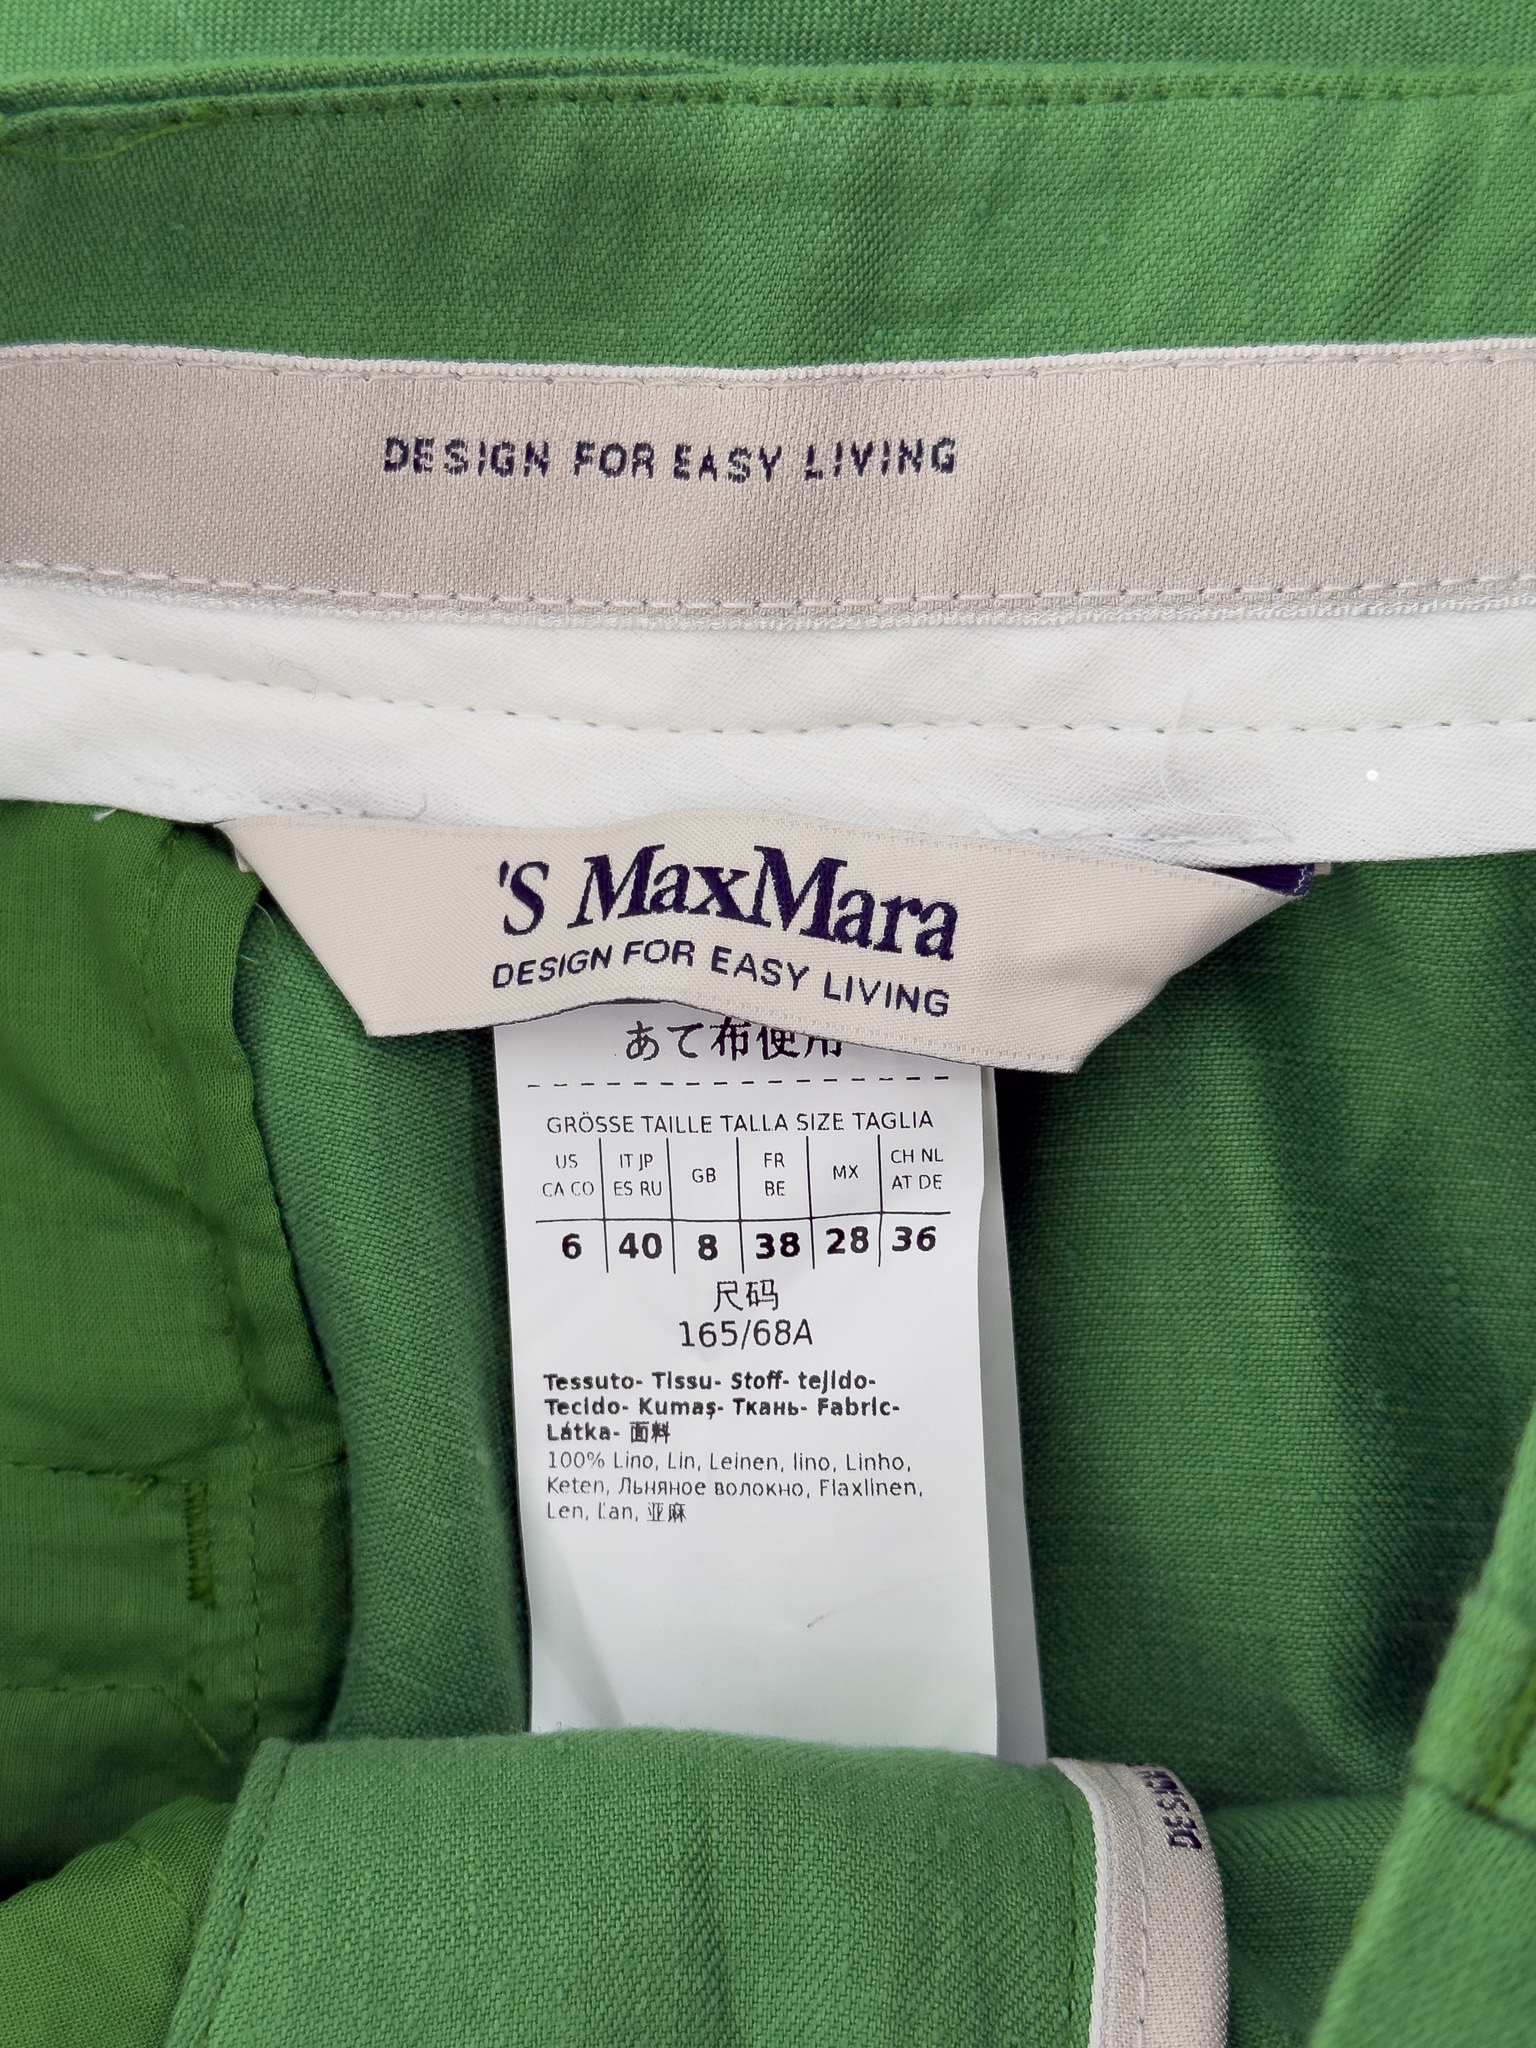 DESIGN FOR EASY LIVING
'S MaxMara
DESIGN FOR EASY LIVING
あて布使用
GRÖSSE TAILLE TALLA SIZE TAGLIA
US CA CO | IT JP ES RU | GB | FR BE | MX | CH NL AT DE
6 | 40 | 8 | 38 | 28 | 36
尺码
165/68A
Tessuto- Tissu- Stoff- tejido-
Tecido- Kumaş- Ткань- Fabric-
Látka- 面料
100% Lino, Lin, Leinen, lino, Linho,
Keten, Льняное волокно, Flaxlinen,
Len, Ľan, 亚麻
DESIGN